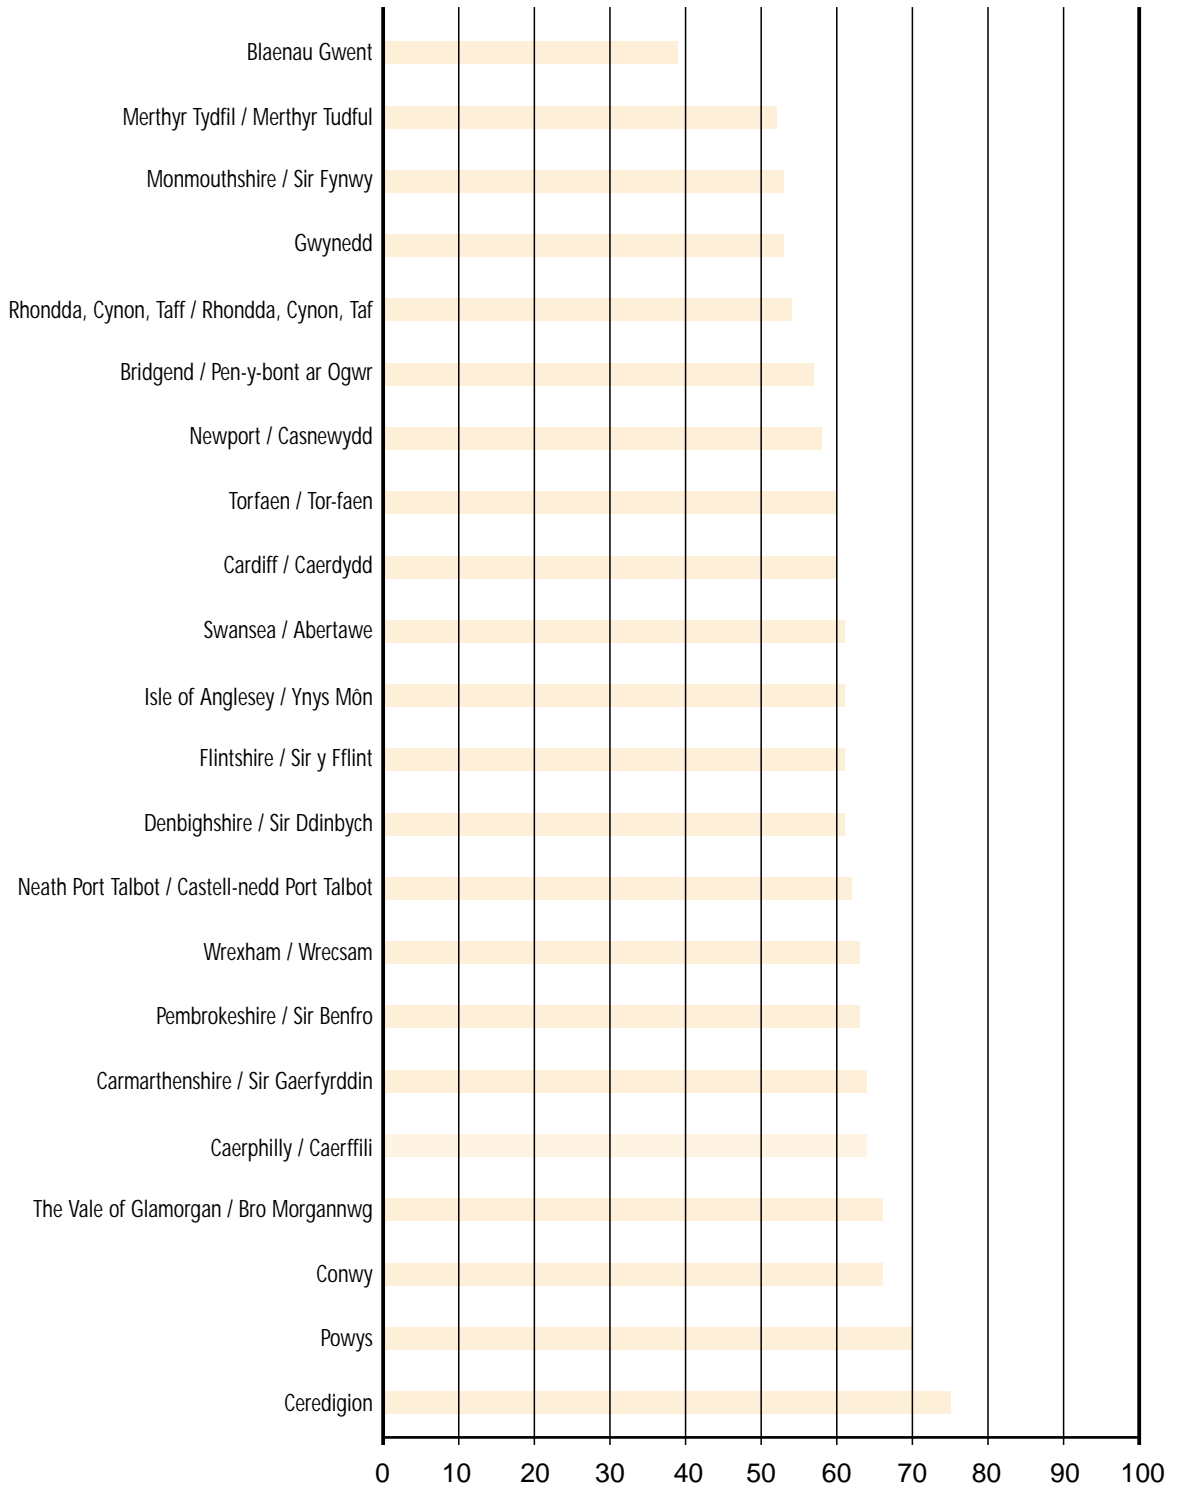 Blaenau Gwent
Merthyr Tydfil / Merthyr Tudful
Monmouthshire / Sir Fynwy
Gwynedd
Rhondda, Cynon, Taff / Rhondda, Cynon, Taf
Bridgend / Pen-y-bont ar Ogwr
Newport / Casnewydd
Torfaen / Tor-faen
Cardiff / Caerdydd
Swansea / Abertawe
Isle of Anglesey / Ynys Môn
Flintshire / Sir y Fflint
Denbighshire / Sir Ddinbych
Neath Port Talbot / Castell-nedd Port Talbot
Wrexham / Wrecsam
Pembrokeshire / Sir Benfro
Carmarthenshire / Sir Gaerfyrddin
Caerphilly / Caerffili
The Vale of Glamorgan / Bro Morgannwg
Conwy
Powys
Ceredigion
0 10 20 30 40 50 60 70 80 90 100